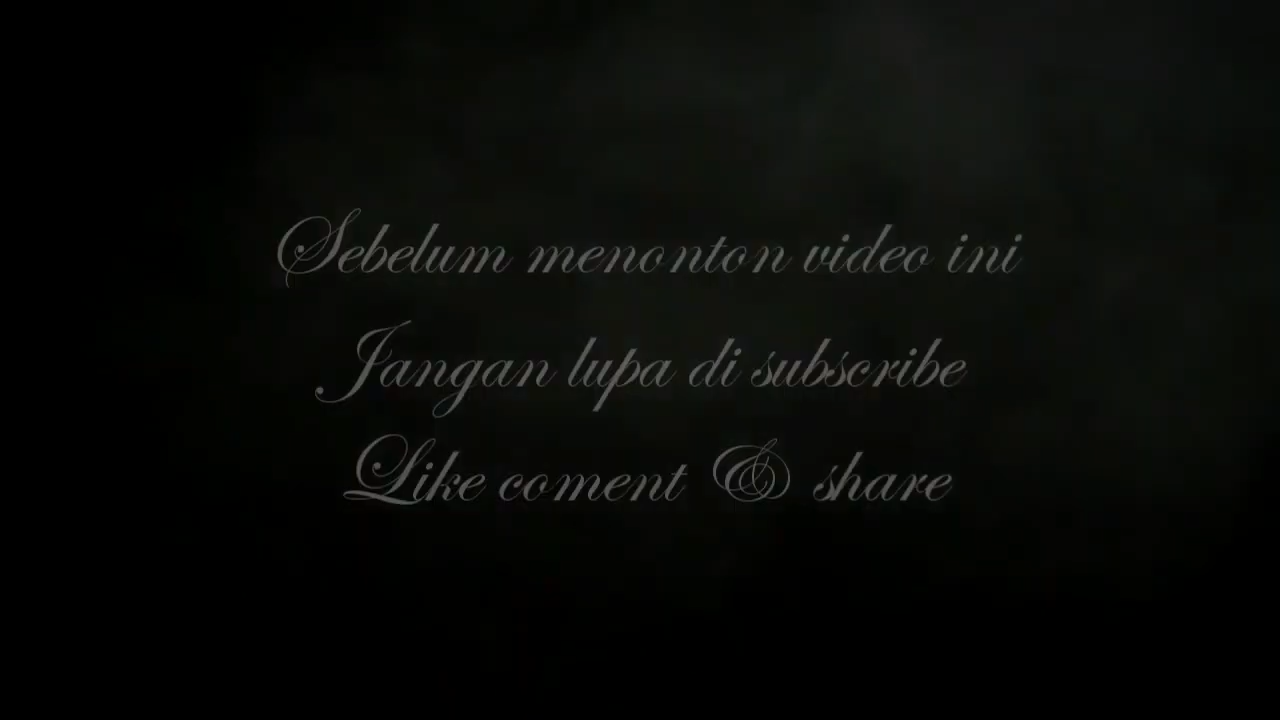 Sebelum menonton video ini
Jangan lupa di subscribe
Like coment & share